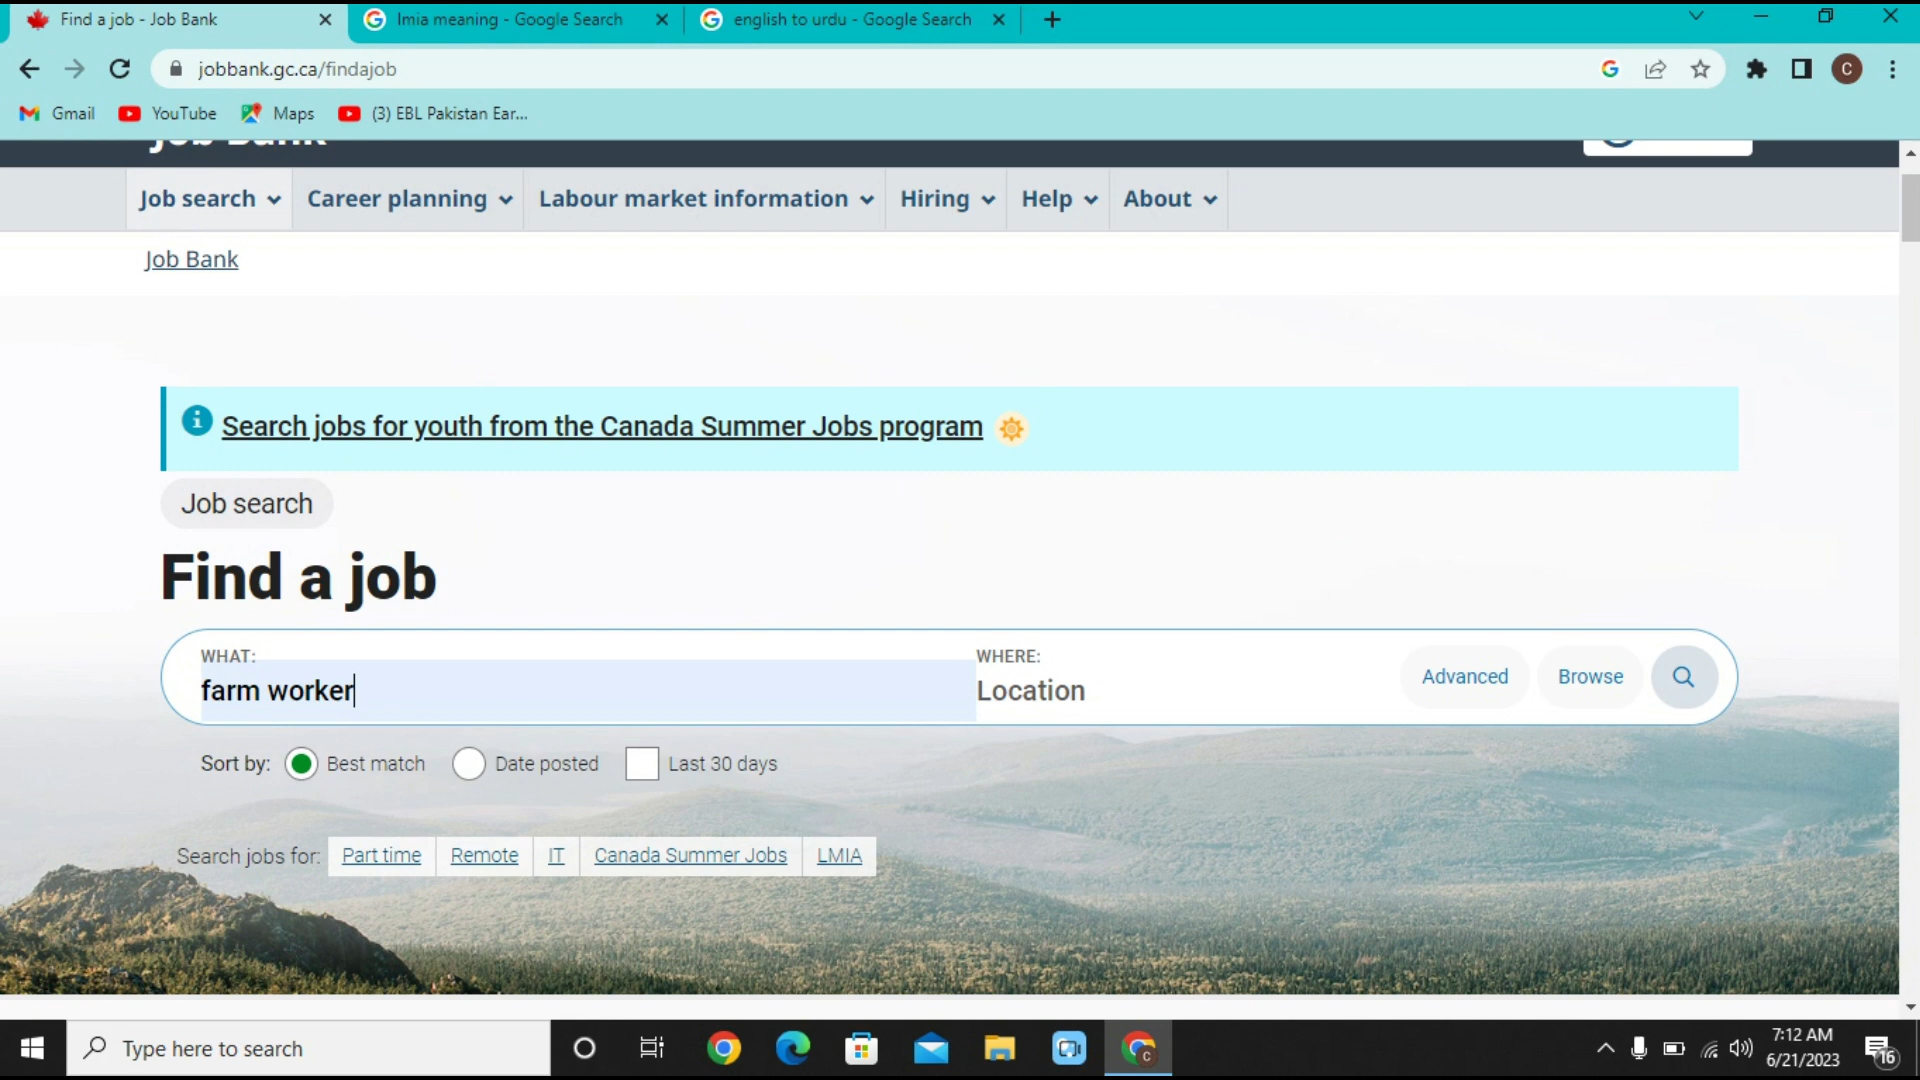 Find a job - Job Bank
lmia meaning - Google Search
english to urdu - Google Search
jobbank.gc.ca/findajob
C
Gmail
YouTube
Maps
(3) EBL Pakistan Ear...
Job Bank
Job search
Career planning
Labour market information
Hiring
Help
About
Job Bank
Search jobs for youth from the Canada Summer Jobs program
Job search
Find a job
WHAT:
farm worker
WHERE:
Location
Advanced
Browse
Sort by:
Best match
Date posted
Last 30 days
Search jobs for:
Part time
Remote
IT
Canada Summer Jobs
LMIA
Type here to search
C
7:12 AM
6/21/2023
16